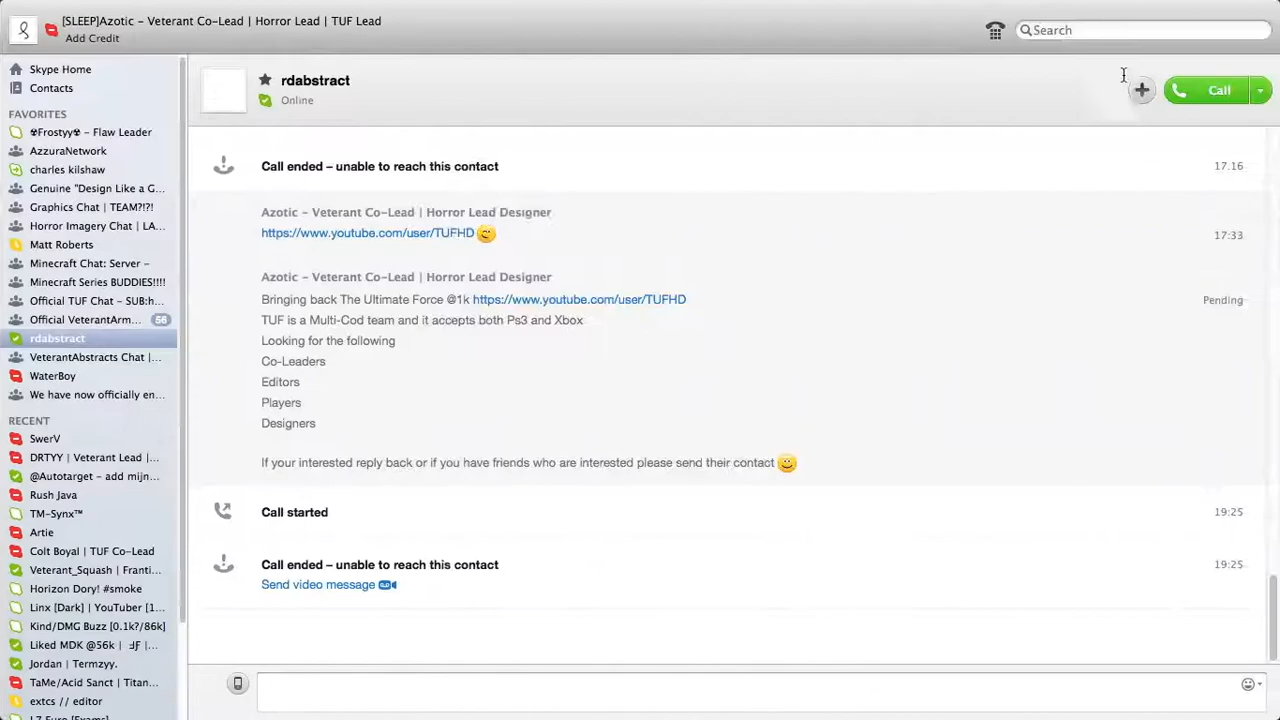 [SLEEP]Azotic – Veterant Co–Lead | Horror Lead | TUF Lead
Add Credit
Search
Skype Home
Contacts
FAVORITES
☢Frostyy☢ – Flaw Leader
AzzuraNetwork
charles kilshaw
Genuine "Design Like a G...
Graphics Chat | TEAM?!?!
Horror Imagery Chat | LA...
Matt Roberts
Minecraft Chat: Server –
Minecraft Series BUDDIES!!!!
Official TUF Chat – SUB:h...
Official VeterantArm... 56
rdabstract
VeterantAbstracts Chat |...
WaterBoy
We have now officially en...
RECENT
SwerV
DRTYY | Veterant Lead |...
@Autotarget – add mijn...
Rush Java
TM–Synx™
Artie
Colt Boyal | TUF Co–Lead
Veterant_Squash | Franti...
Horizon Dory! #smoke
Linx [Dark] | YouTuber [1...
Kind/DMG Buzz [0.1k?/86k]
Liked MDK @56k |
Jordan | Termzyy.
TaMe/Acid Sanct | Titan...
extcs // editor
rdabstract
Online
Call
Call ended – unable to reach this contact 17.16
Azotic – Veterant Co–Lead | Horror Lead Designer
https://www.youtube.com/user/TUFHD 17:33
Azotic – Veterant Co–Lead | Horror Lead Designer
Bringing back The Ultimate Force @1k https://www.youtube.com/user/TUFHD Pending
TUF is a Multi-Cod team and it accepts both Ps3 and Xbox
Looking for the following
Co-Leaders
Editors
Players
Designers
If your interested reply back or if you have friends who are interested please send their contact
Call started 19:25
Call ended – unable to reach this contact 19:25
Send video message